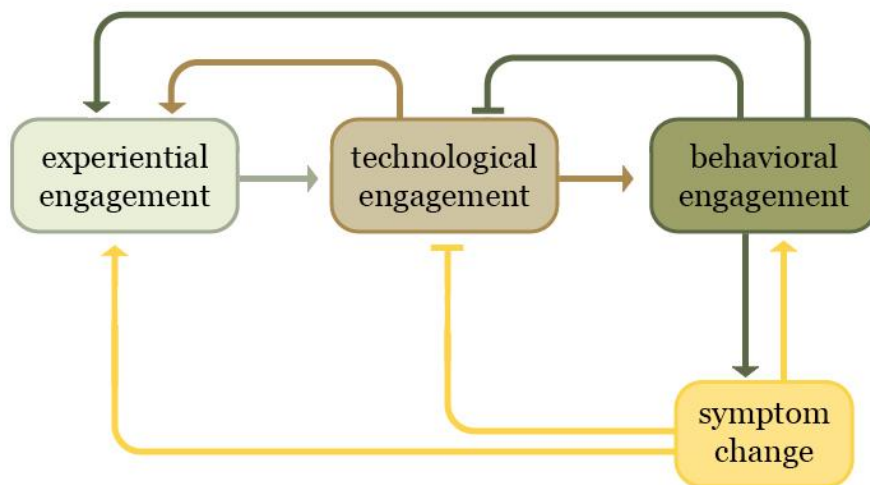 experiential
engagement
technological
engagement
behavioral
engagement
symptom
change